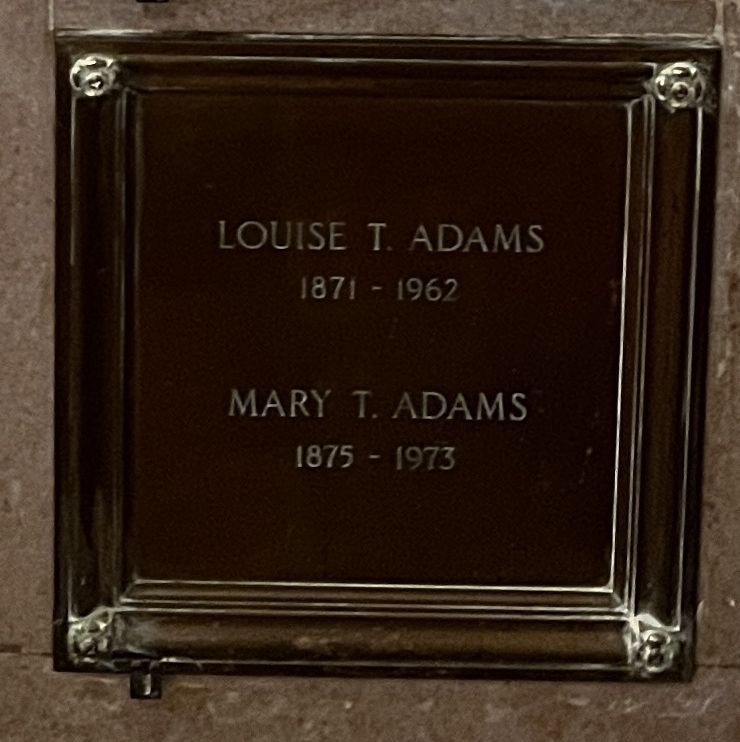 LOUISE T. ADAMS
1871 - 1962
MARY T. ADAMS
1875 - 1973